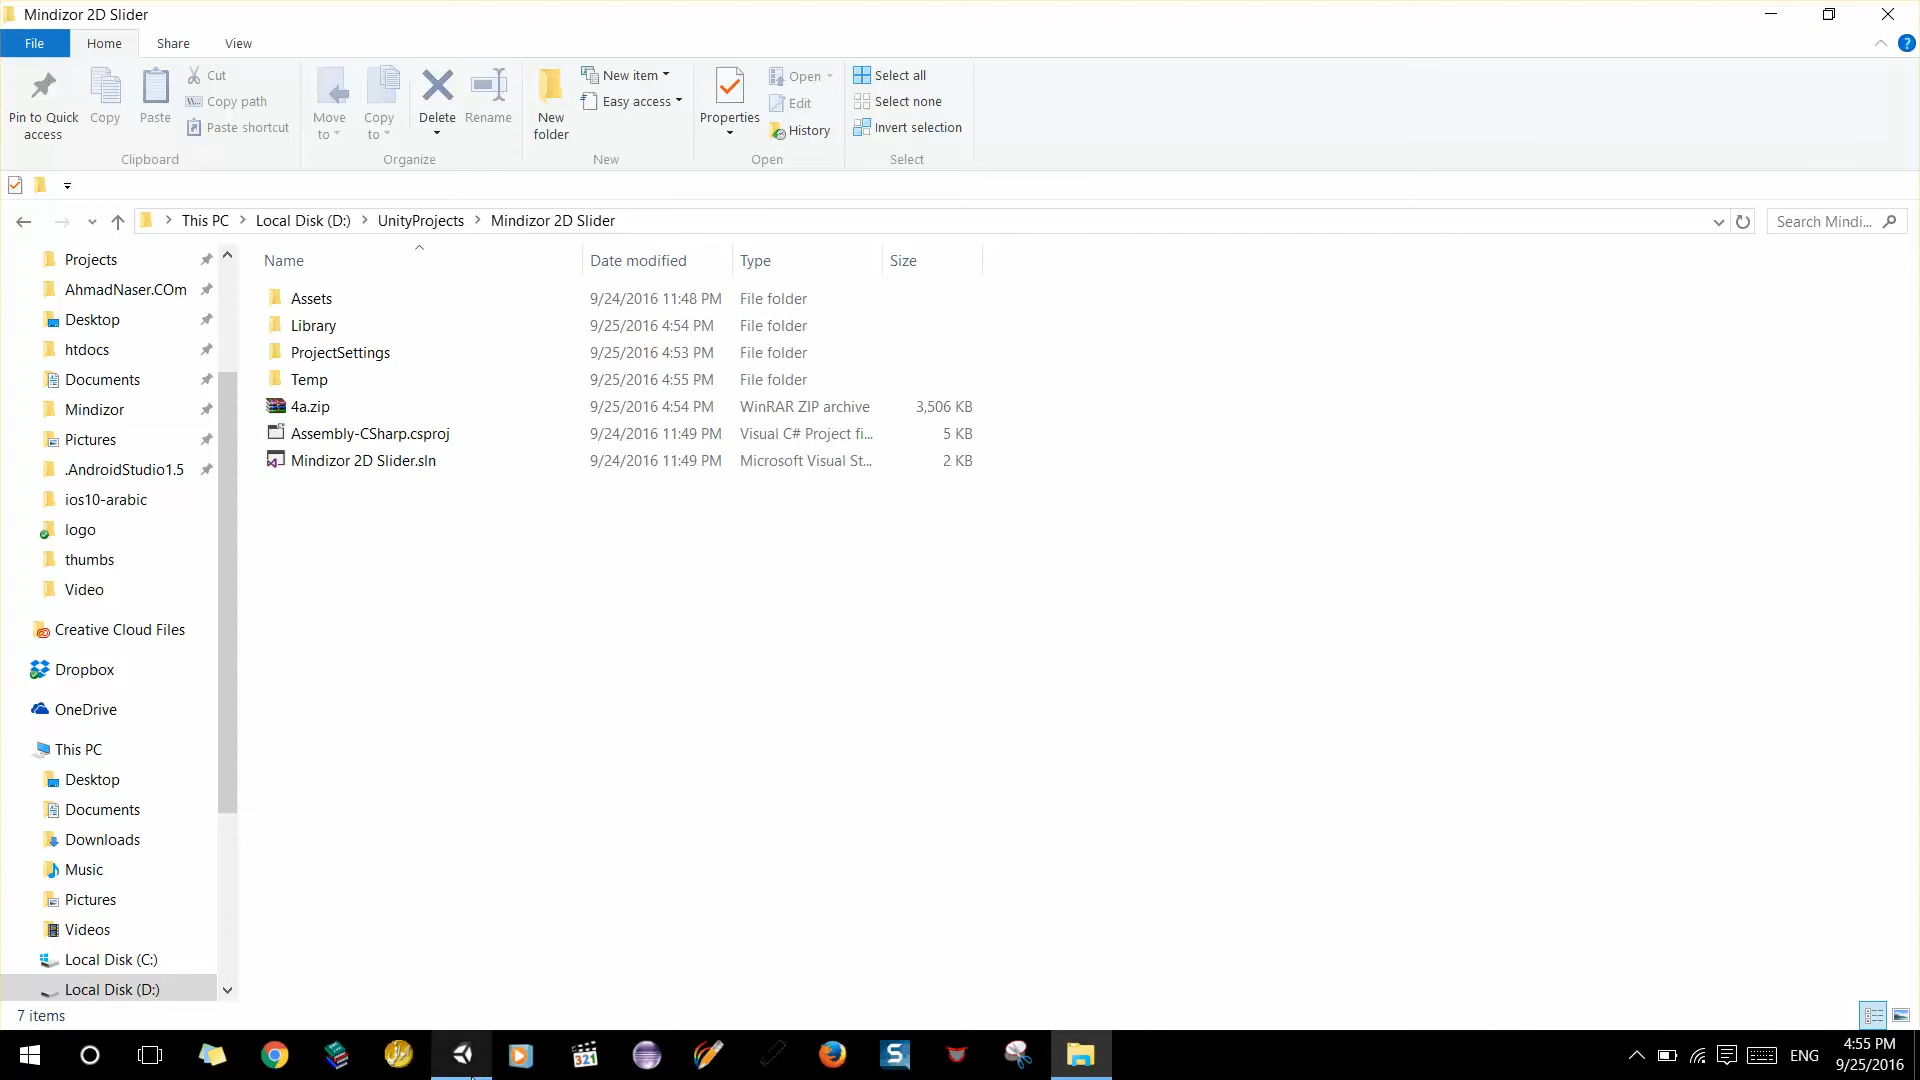 Mindizor 2D Slider
File Home Share View
Pin to Quick access
Copy
Paste
Cut
Copy path
Paste shortcut
Clipboard
Move to
Copy to
Delete
Rename
Organize
New folder
New item
Easy access
New
Properties
Open
Edit
History
Open
Select all
Select none
Invert selection
Select
This PC Local Disk (D:) UnityProjects Mindizor 2D Slider
Search Mindi...
Projects
AhmadNaser.COm
Desktop
htdocs
Documents
Mindizor
Pictures
.AndroidStudio1.5
ios10-arabic
logo
thumbs
Video
Creative Cloud Files
Dropbox
OneDrive
This PC
Desktop
Documents
Downloads
Music
Pictures
Videos
Local Disk (C:)
Local Disk (D:)
Name Date modified Type Size
Assets 9/24/2016 11:48 PM File folder
Library 9/25/2016 4:54 PM File folder
ProjectSettings 9/25/2016 4:53 PM File folder
Temp 9/25/2016 4:55 PM File folder
4a.zip 9/25/2016 4:54 PM WinRAR ZIP archive 3,506 KB
Assembly-CSharp.csproj 9/24/2016 11:49 PM Visual C# Project fi... 5 KB
Mindizor 2D Slider.sln 9/24/2016 11:49 PM Microsoft Visual St... 2 KB
7 items
321
S
ENG
4:55 PM
9/25/2016